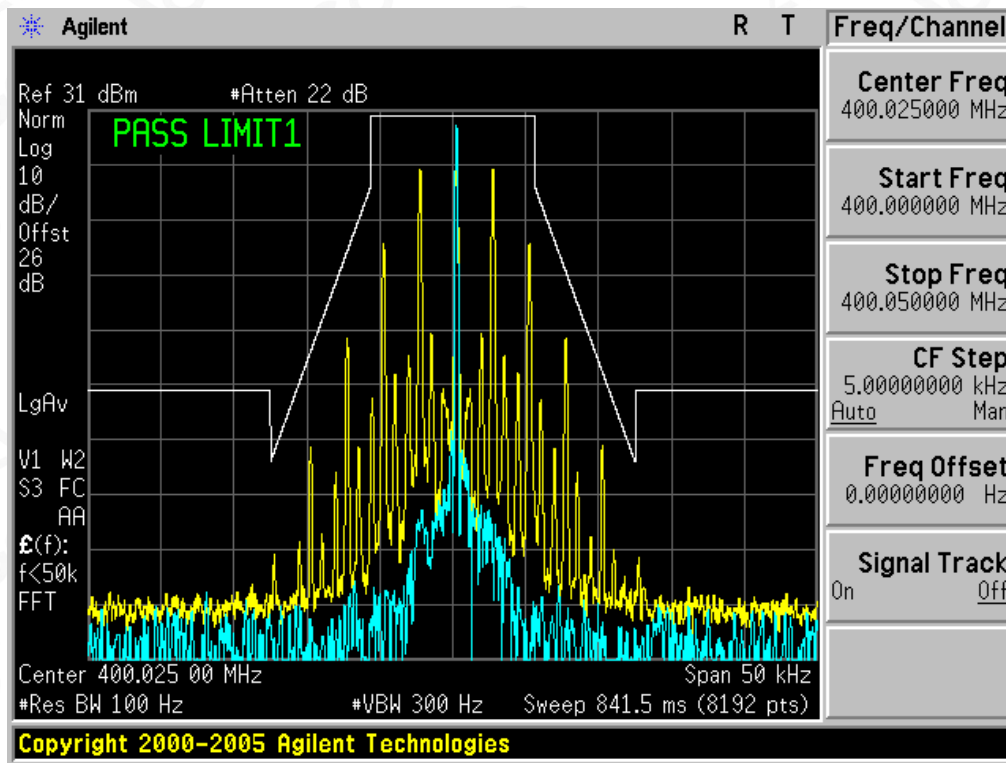 Agilent R T
Ref 31 dBm #Atten 22 dB
Norm
Log
10
dB/
Offst
26
dB
PASS LIMIT1
LgAv
V1 W2
S3 FC
AA
£(f):
f<50k
FFT
Center 400.025 00 MHz Span 50 kHz
#Res BW 100 Hz #VBW 300 Hz Sweep 841.5 ms (8192 pts)
Copyright 2000-2005 Agilent Technologies
Freq/Channel
Center Freq
400.025000 MHz
Start Freq
400.000000 MHz
Stop Freq
400.050000 MHz
CF Step
5.00000000 kHz
Auto Man
Freq Offset
0.00000000 Hz
Signal Track
On Off